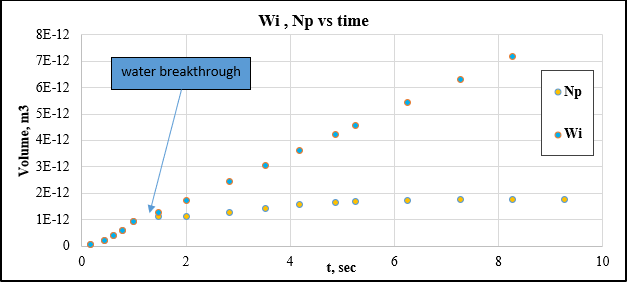 Wi , Np vs time
8E-12
7E-12
6E-12
5E-12
4E-12
3E-12
2E-12
1E-12
0
Volume, m3
water breakthrough
Np
Wi
0 2 4 6 8 10
t, sec